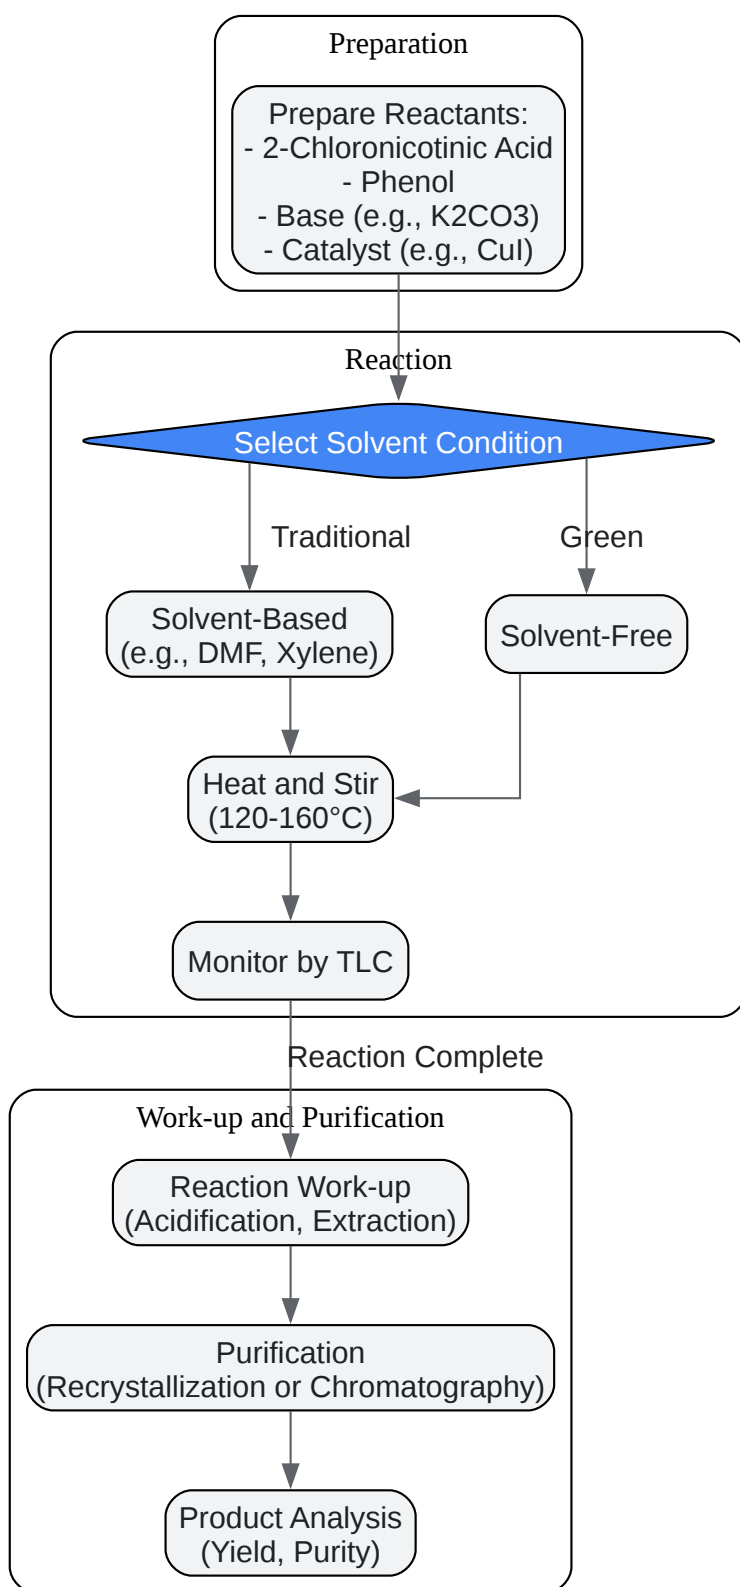 Preparation
Prepare Reactants:
- 2-Chloronicotinic Acid
- Phenol
- Base (e.g., K2CO3)
- Catalyst (e.g., CuI)
Reaction
Select Solvent Condition
Traditional
Green
Solvent-Based
(e.g., DMF, Xylene)
Solvent-Free
Heat and Stir
(120-160°C)
Monitor by TLC
Reaction Complete
Work-up and Purification
Reaction Work-up
(Acidification, Extraction)
Purification
(Recrystallization or Chromatography)
Product Analysis
(Yield, Purity)